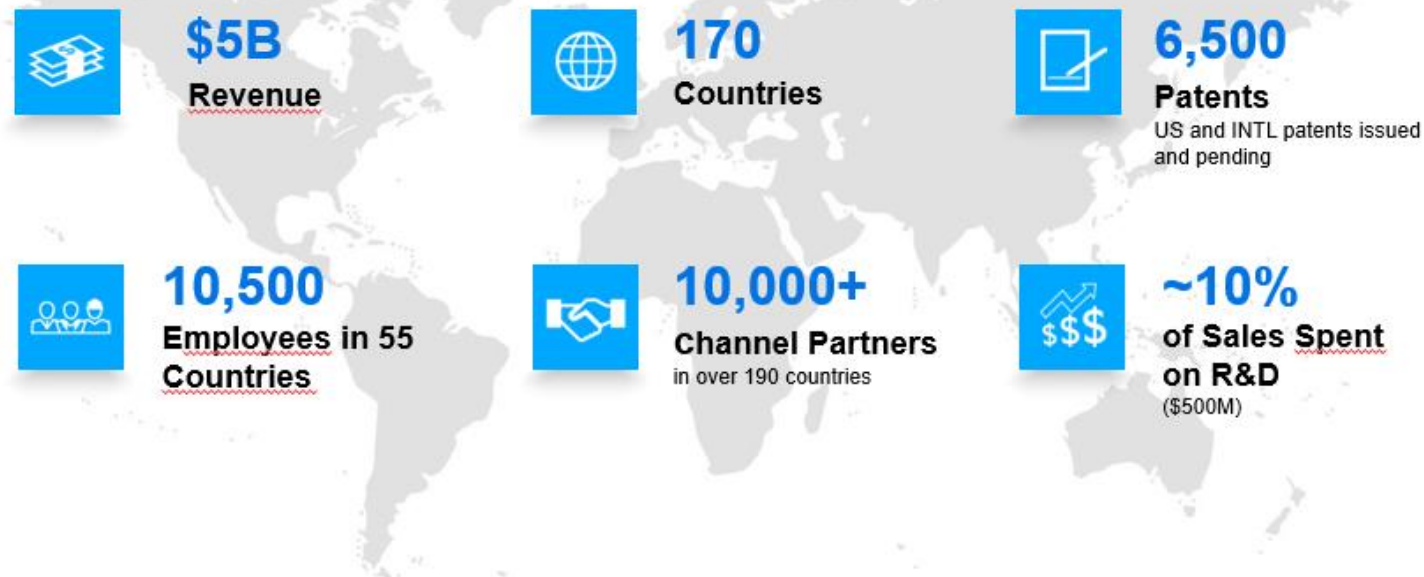 $5B
Revenue
170
Countries
6,500
Patents
US and INTL patents issued
and pending
10,500
Employees in 55
Countries
10,000+
Channel Partners
in over 190 countries
~10%
of Sales Spent
on R&D
($500M)
$$$